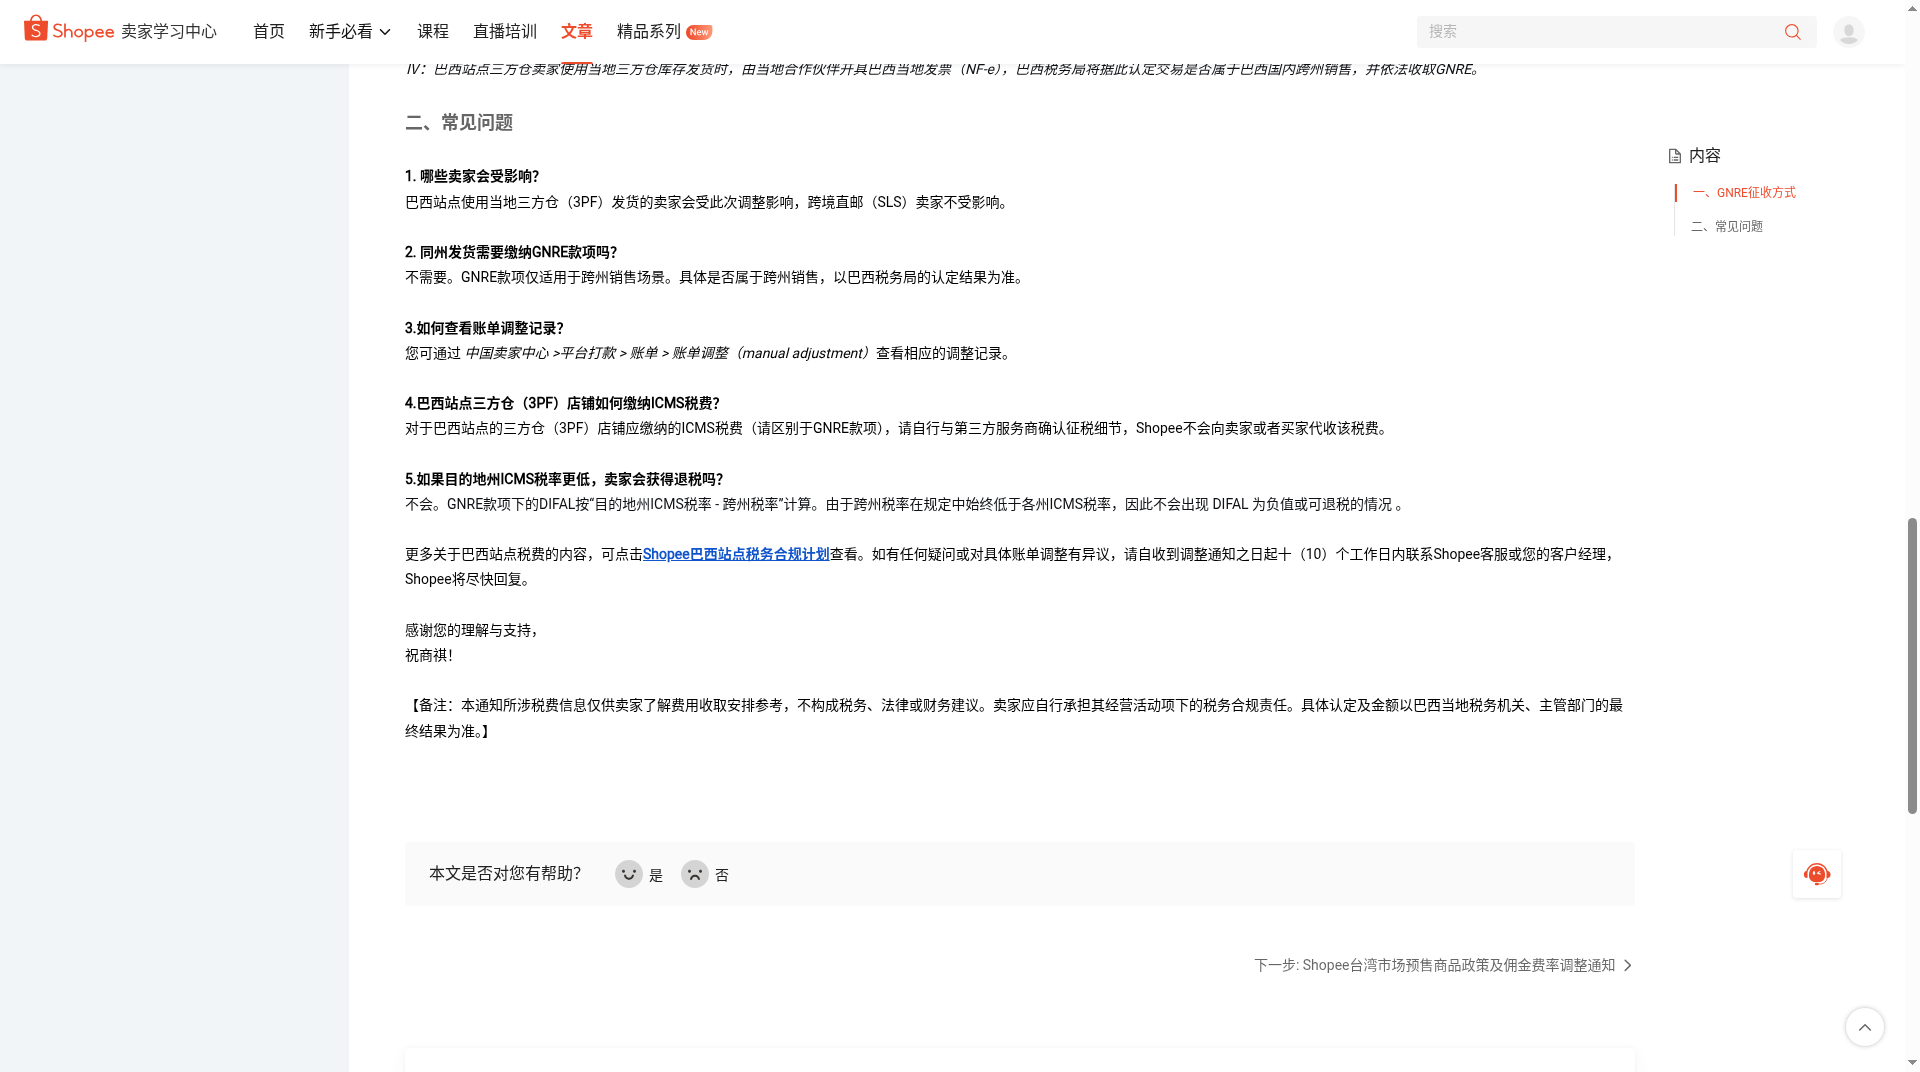 Shopee 卖家学习中心 首页 新手必看 课程 直播培训 文章 精品系列 New 搜索
IV：巴西站点三方仓卖家使用当地三方仓库存发货时，由当地合作伙伴开具巴西当地发票（NF-e），巴西税务局将据此认定交易是否属于巴西国内跨州销售，并依法收取GNRE。
二、常见问题
内容
一、GNRE征收方式
二、常见问题
1. 哪些卖家会受影响？
巴西站点使用当地三方仓（3PF）发货的卖家会受此次调整影响，跨境直邮（SLS）卖家不受影响。
2. 同州发货需要缴纳GNRE款项吗？
不需要。GNRE款项仅适用于跨州销售场景。具体是否属于跨州销售，以巴西税务局的认定结果为准。
3.如何查看账单调整记录？
您可通过 中国卖家中心 >平台打款 > 账单 > 账单调整（manual adjustment）查看相应的调整记录。
4.巴西站点三方仓（3PF）店铺如何缴纳ICMS税费？
对于巴西站点的三方仓（3PF）店铺应缴纳的ICMS税费（请区别于GNRE款项），请自行与第三方服务商确认征税细节，Shopee不会向卖家或者买家代收该税费。
5.如果目的地州ICMS税率更低，卖家会获得退税吗？
不会。GNRE款项下的DIFAL按“目的地州ICMS税率 - 跨州税率”计算。由于跨州税率在规定中始终低于各州ICMS税率，因此不会出现 DIFAL 为负值或可退税的情况 。
更多关于巴西站点税费的内容，可点击Shopee巴西站点税务合规计划查看。如有任何疑问或对具体账单调整有异议，请自收到调整通知之日起十（10）个工作日内联系Shopee客服或您的客户经理，
Shopee将尽快回复。
感谢您的理解与支持，
祝商祺！
【备注：本通知所涉税费信息仅供卖家了解费用收取安排参考，不构成税务、法律或财务建议。卖家应自行承担其经营活动项下的税务合规责任。具体认定及金额以巴西当地税务机关、主管部门的最
终结果为准。】
本文是否对您有帮助？ 是 否
下一步: Shopee台湾市场预售商品政策及佣金费率调整通知